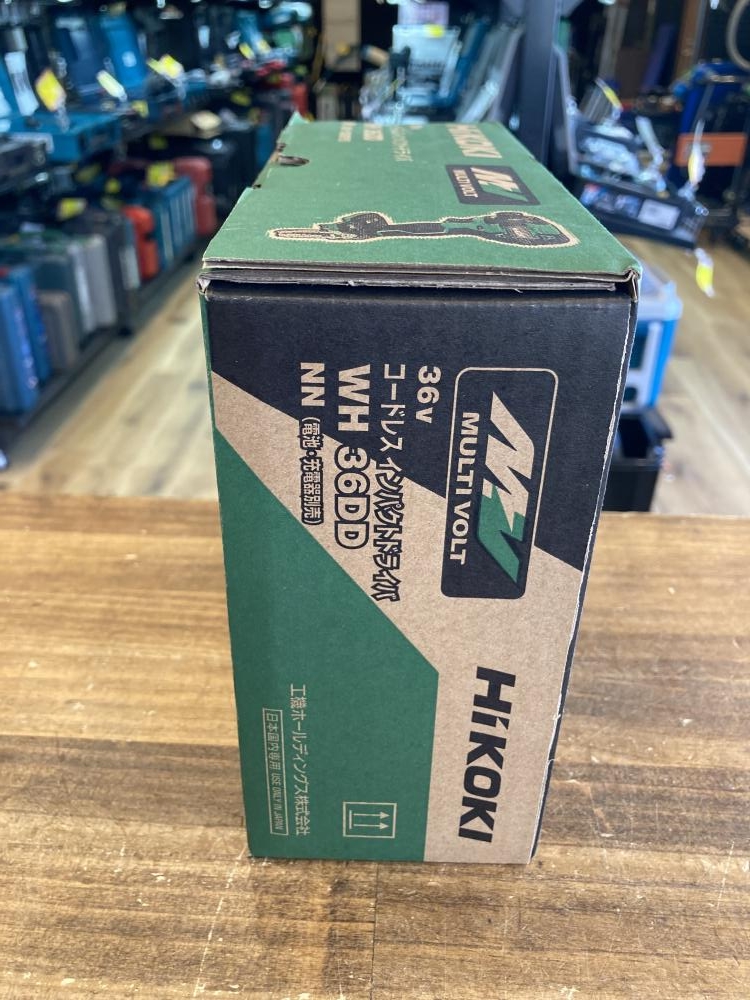 HiKOKI
MULTI VOLT
MULTI VOLT
36v
コードレス インパクトドライバ
WH 36DD
NN (電池・充電器別売)
HiKOKI
工機ホールディングス株式会社
日本国内専用 USE ONLY IN JAPAN